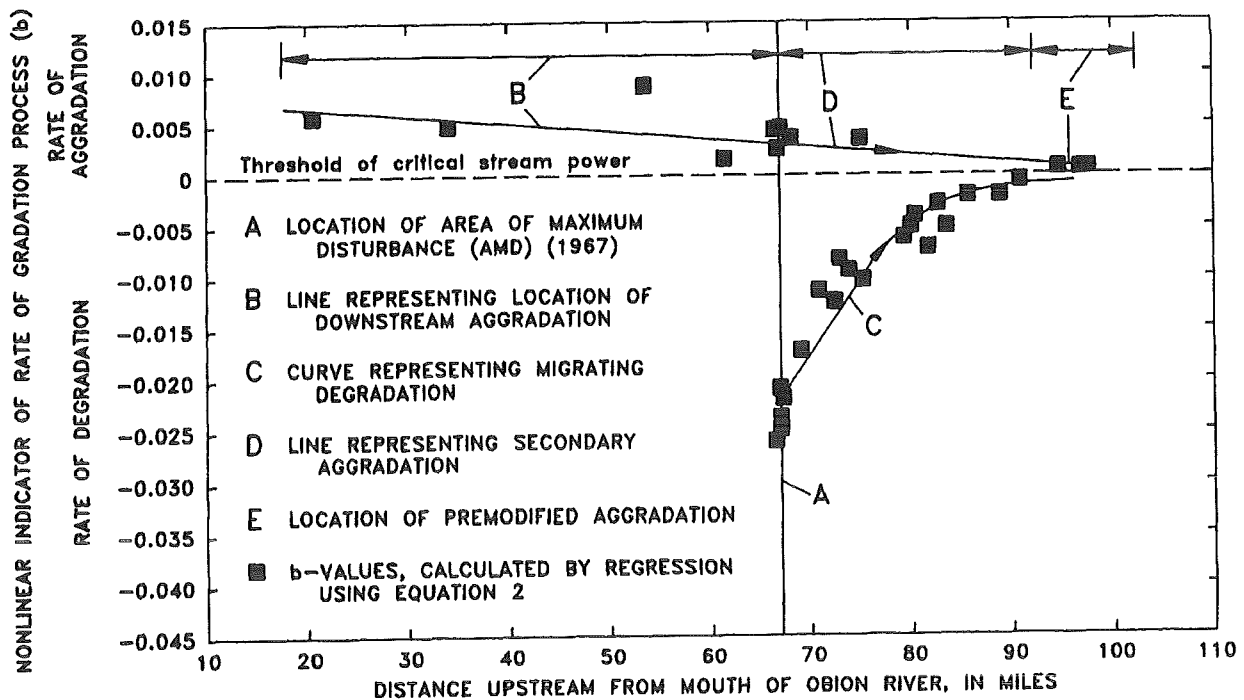 NONLINEAR INDICATOR OF RATE OF GRADATION PROCESS (b)
RATE OF
AGGRADATION
RATE OF DEGRADATION
0.015
0.010
0.005
0
−0.005
−0.010
−0.015
−0.020
−0.025
−0.030
−0.035
−0.040
−0.045
B
D
E
Threshold of critical stream power
C
A
A LOCATION OF AREA OF MAXIMUM
DISTURBANCE (AMD) (1967)
B LINE REPRESENTING LOCATION OF
DOWNSTREAM AGGRADATION
C CURVE REPRESENTING MIGRATING
DEGRADATION
D LINE REPRESENTING SECONDARY
AGGRADATION
E LOCATION OF PREMODIFIED AGGRADATION
b−VALUES, CALCULATED BY REGRESSION
USING EQUATION 2
10 20 30 40 50 60 70 80 90 100 110
DISTANCE UPSTREAM FROM MOUTH OF OBION RIVER, IN MILES